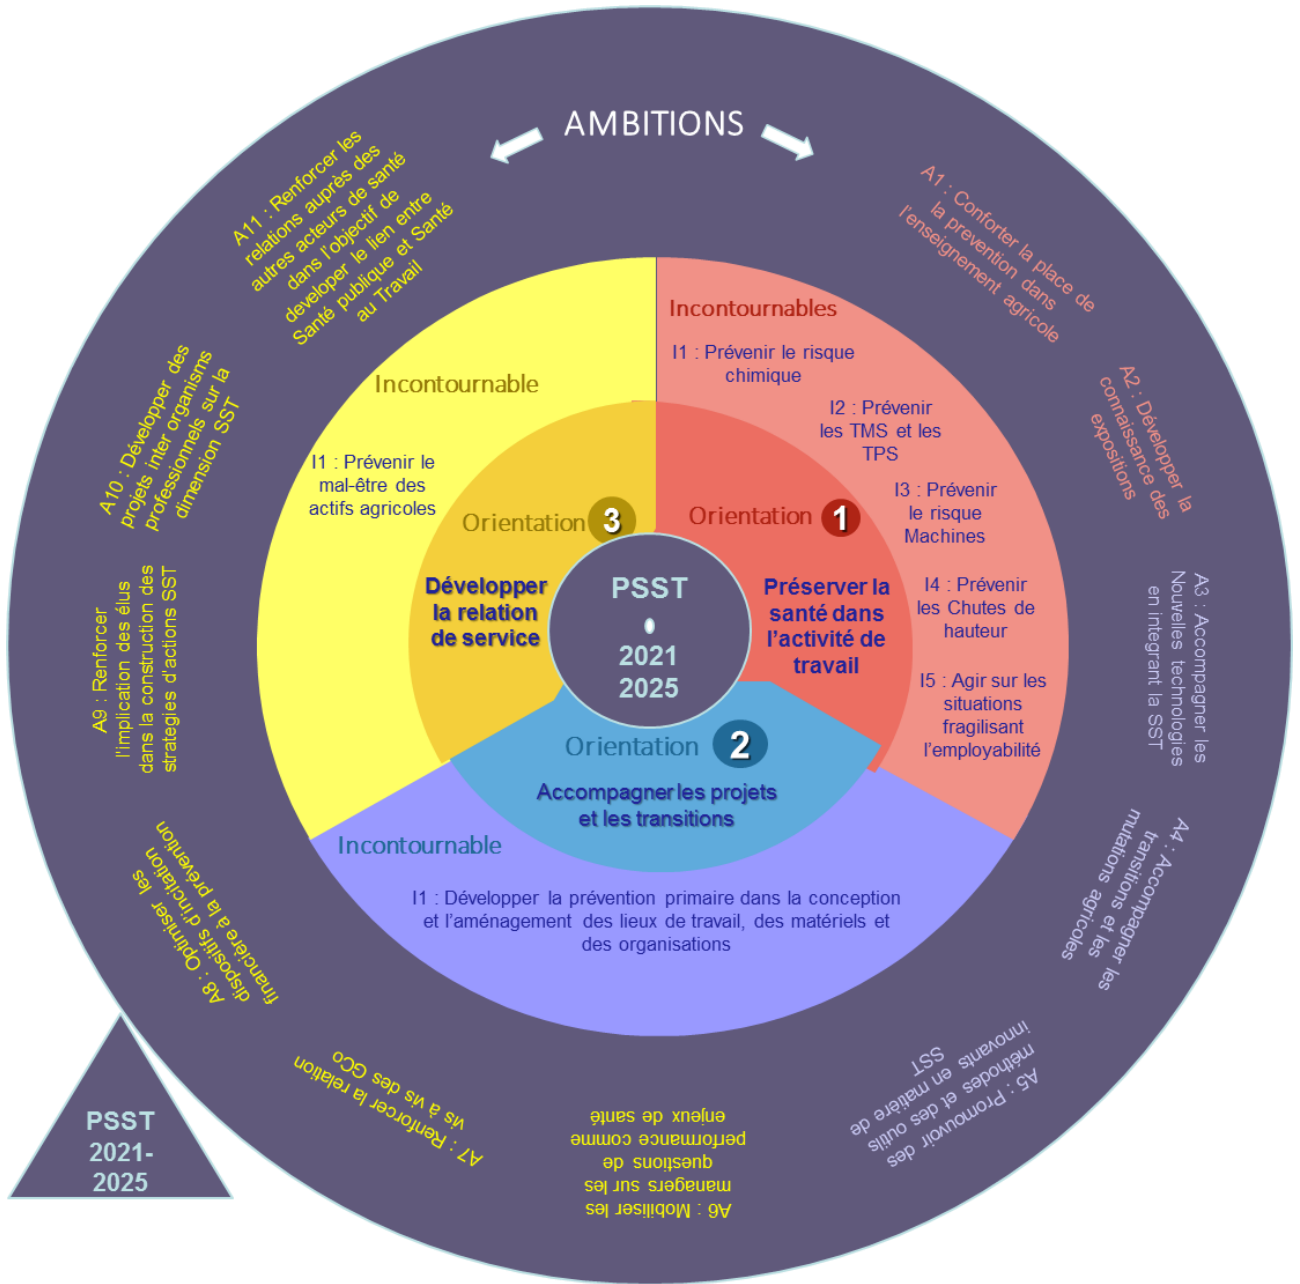 AMBITIONS
A1 : Conforter la place de
la prevention dans
l'enseignement agricole
A2 : Développer la
connaissance des
expositions
A3 : Accompagner les
Nouvelles technologies
en integrant la SST
A4 : Accompagner les
transitions et les
mutations agricoles
A5 : Promouvoir des
méthodes et des outils
innovants en matière de
SST
A6 : Mobiliser les
managers sur les
questions de
performance comme
enjeux de santé
A7 : Renforcer la relation
vis à vis des GCo
A8 : Optimiser les
dispositifs d'incitation
financière à la prévention
A9 : Renforcer
l'implication des élus
dans la construction des
strategies d'actions SST
A10 : Développer des
projets inter organisms
professionnels sur la
dimension SST
A11 : Renforcer les
relations auprès des
autres acteurs de santé
dans l'objectif de
developer le lien entre
Santé publique et Santé
au Travail
Incontournables
I1 : Prévenir le risque
chimique
I2 : Prévenir
les TMS et les
TPS
I3 : Prévenir
le risque
Machines
I4 : Prévenir
les Chutes de
hauteur
I5 : Agir sur les
situations
fragilisant
l'employabilité
Orientation 1
Préserver la
santé dans
l'activité de
travail
Orientation 2
Accompagner les projets
et les transitions
Incontournable
I1 : Développer la prévention primaire dans la conception
et l'aménagement des lieux de travail, des matériels et
des organisations
Incontournable
I1 : Prévenir le
mal-être des
actifs agricoles
Orientation 3
Développer
la relation
de service
PSST
2021
2025
PSST
2021-
2025